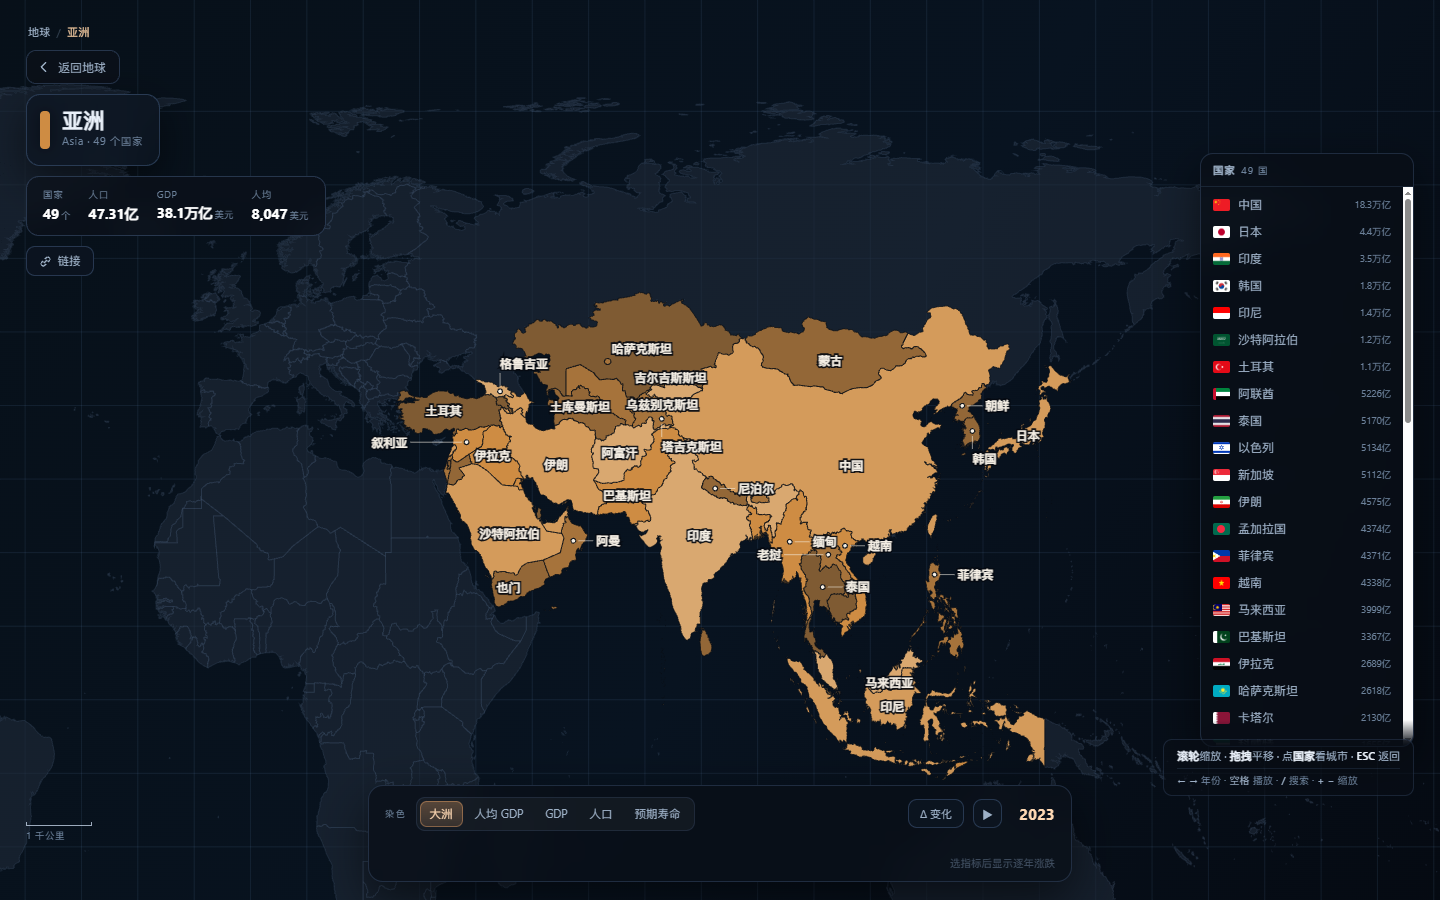 地球 / 亚洲
返回地球
亚洲
Asia · 49 个国家
国家 人口 GDP 人均
49 个 47.31亿 38.1万亿 美元 8,047 美元
链接
哈萨克斯坦
格鲁吉亚
蒙古
吉尔吉斯斯坦
土耳其
土库曼斯坦
乌兹别克斯坦
朝鲜
叙利亚
伊拉克
伊朗
阿富汗
塔吉克斯坦
日本
韩国
中国
巴基斯坦
尼泊尔
沙特阿拉伯
阿曼
印度
缅甸
老挝
越南
也门
泰国
菲律宾
马来西亚
印尼
国家 49 国
中国 18.3万亿
日本 4.4万亿
印度 3.5万亿
韩国 1.8万亿
印尼 1.4万亿
沙特阿拉伯 1.2万亿
土耳其 1.1万亿
阿联酋 5226亿
泰国 5170亿
以色列 5134亿
新加坡 5112亿
伊朗 4575亿
孟加拉国 4374亿
菲律宾 4371亿
越南 4338亿
马来西亚 3999亿
巴基斯坦 3367亿
伊拉克 2689亿
哈萨克斯坦 2618亿
卡塔尔 2130亿
滚轮缩放 · 拖拽平移 · 点国家看城市 · ESC 返回
← → 年份 · 空格 播放 · / 搜索 · + − 缩放
1 千公里
染色 大洲 人均 GDP GDP 人口 预期寿命 Δ 变化 ▶ 2023
选指标后显示逐年涨跌